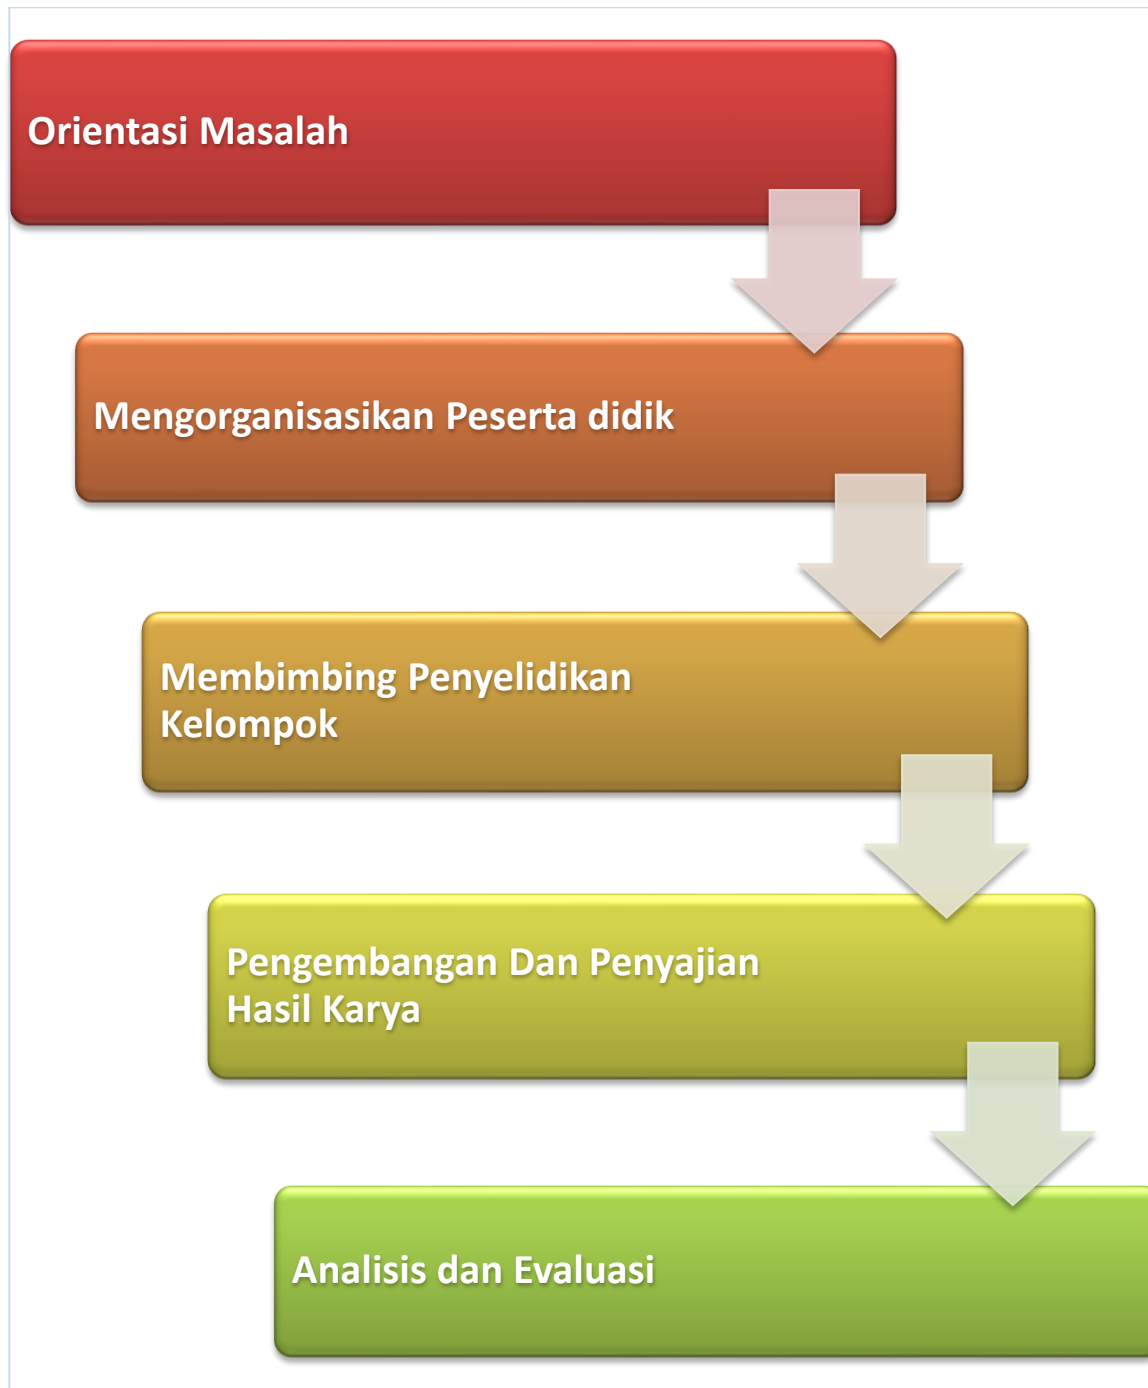 Orientasi Masalah
Mengorganisasikan Peserta didik
Membimbing Penyelidikan
Kelompok
Pengembangan Dan Penyajian
Hasil Karya
Analisis dan Evaluasi